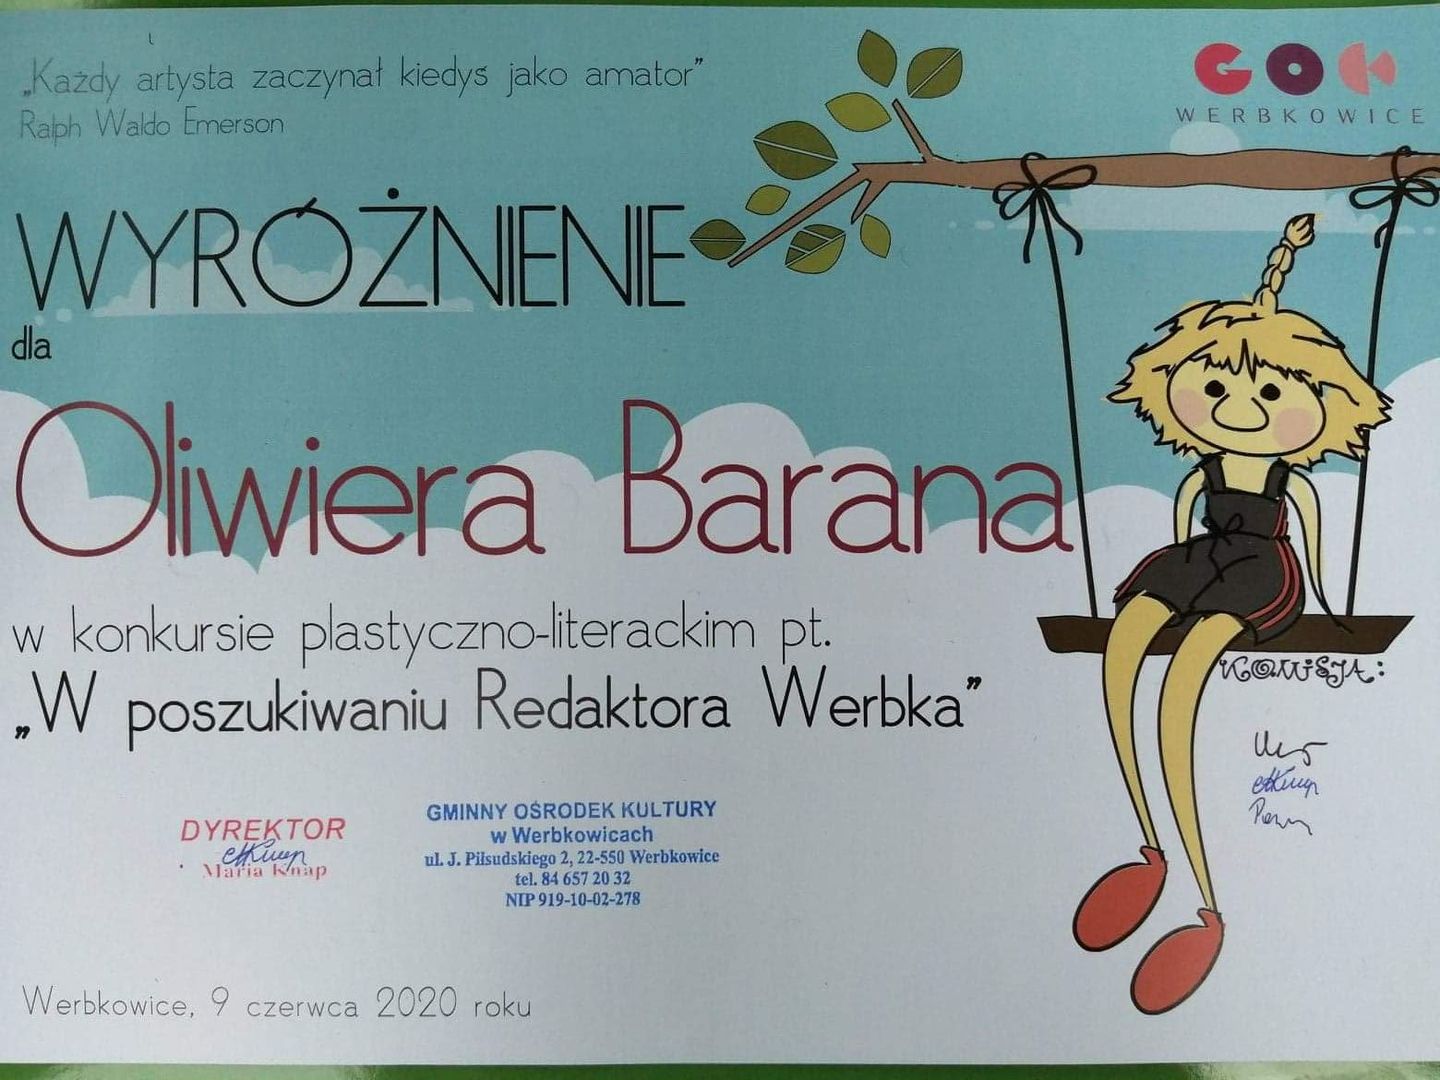 „Każdy artysta zaczynał kiedyś jako amator”
Ralph Waldo Emerson
GOK
WERBKOWICE
WYRÓŻNIENIE
dla
Oliwiera Barana
w konkursie plastyczno-literackim pt.
„W poszukiwaniu Redaktora Werbka”
KOMISJA:
DYREKTOR
Maria Knap
GMINNY OŚRODEK KULTURY
w Werbkowicach
ul. J. Piłsudskiego 2, 22-550 Werbkowice
tel. 84 657 20 32
NIP 919-10-02-278
Werbkowice, 9 czerwca 2020 roku